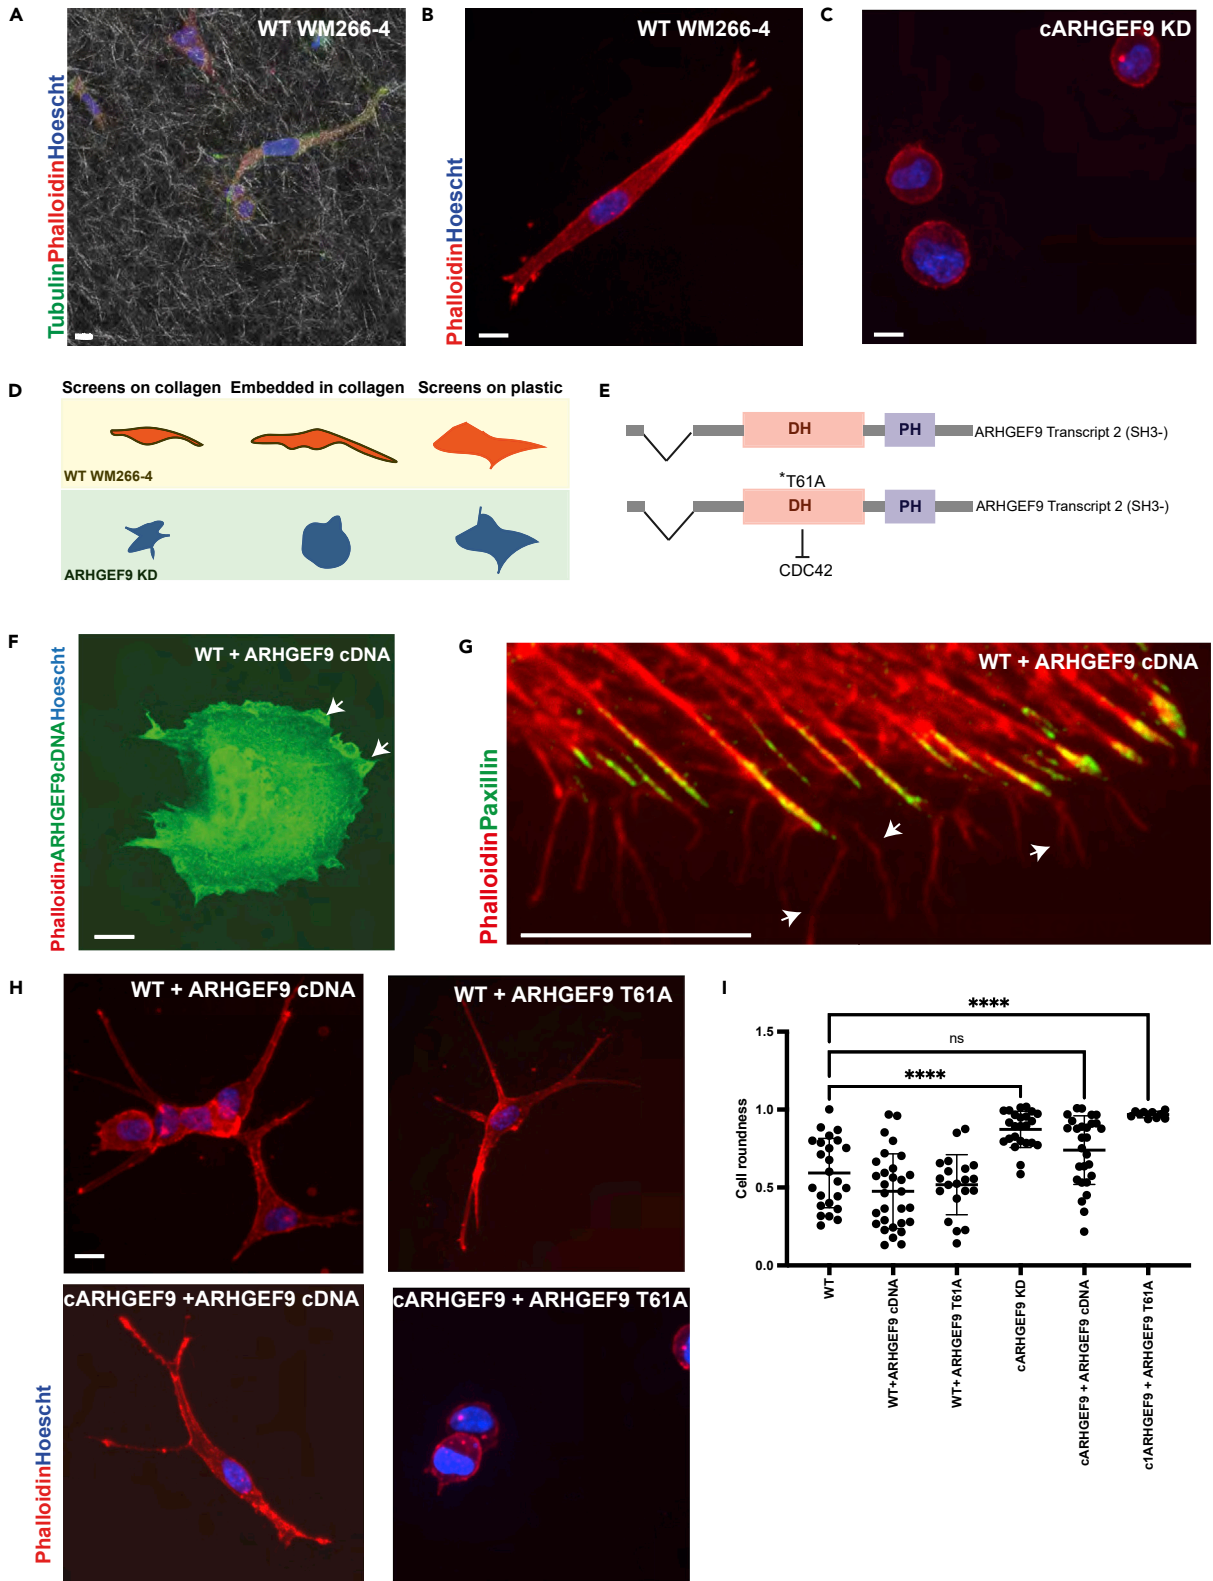 A
WT WM266-4
TubulinPhalloidinHoescht
B
WT WM266-4
PhalloidinHoescht
C
cARHGEF9 KD
D
Screens on collagen Embedded in collagen Screens on plastic
WT WM266-4
ARHGEF9 KD
E
DH
PH
ARHGEF9 Transcript 2 (SH3-)
*T61A
DH
PH
ARHGEF9 Transcript 2 (SH3-)
CDC42
F
WT + ARHGEF9 cDNA
PhalloidinARHGEF9cDNAHoescht
G
WT + ARHGEF9 cDNA
PhalloidinPaxillin
H
WT + ARHGEF9 cDNA
WT + ARHGEF9 T61A
cARHGEF9 +ARHGEF9 cDNA
cARHGEF9 + ARHGEF9 T61A
PhalloidinHoescht
I
****
ns
****
1.5
1.0
0.5
0.0
Cell roundness
WT
WT+ARHGEF9 cDNA
WT+ ARHGEF9 T61A
cARHGEF9 KD
cARHGEF9 + ARHGEF9 cDNA
c1ARHGEF9 + ARHGEF9 T61A